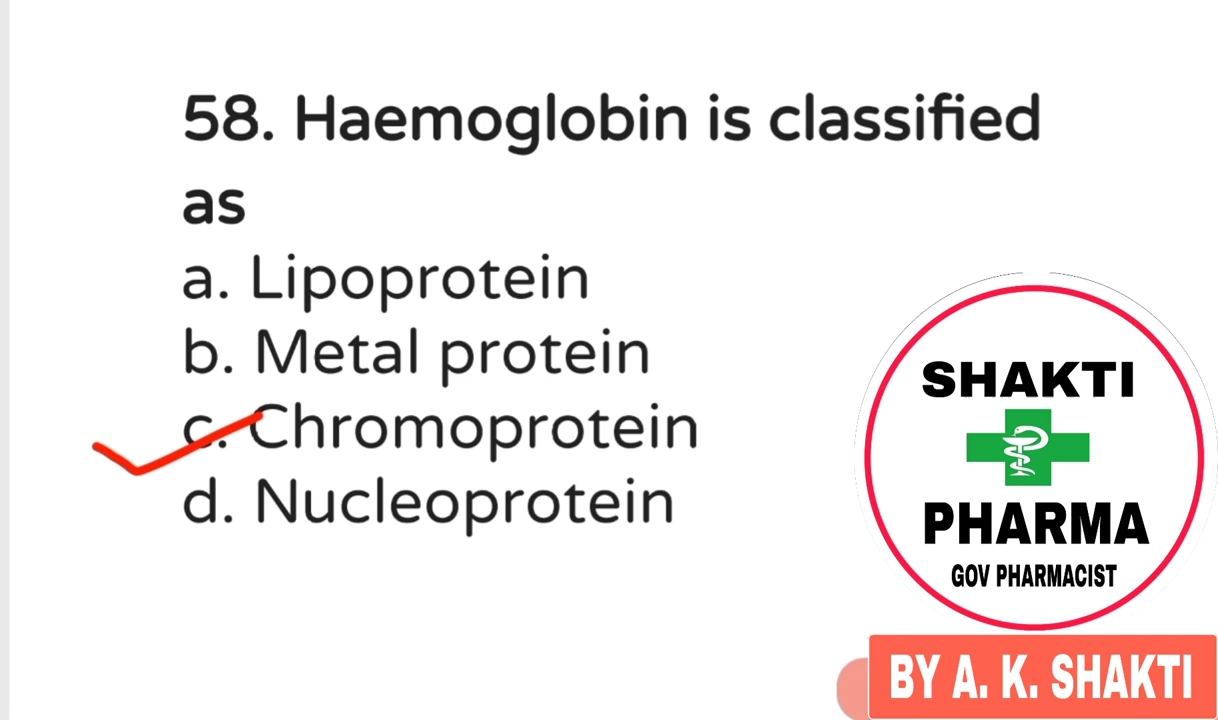 58. Haemoglobin is classified
as
a. Lipoprotein
b. Metal protein
c. Chromoprotein
d. Nucleoprotein
SHAKTI
PHARMA
GOV PHARMACIST
BY A. K. SHAKTI